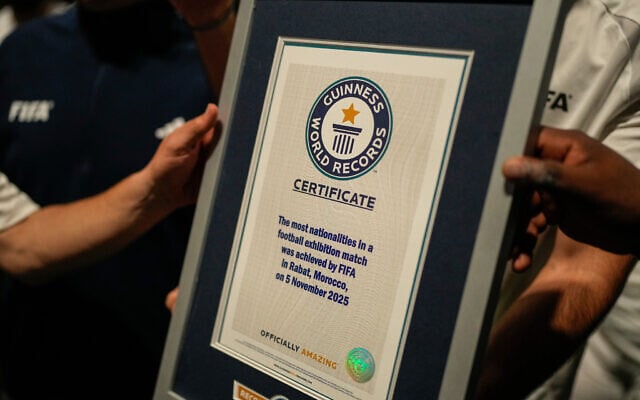 FIFA
FA
GUINNESS
WORLD RECORDS
CERTIFICATE
The most nationalities in a
football exhibition match
was achieved by FIFA
in Rabat, Morocco,
on 5 November 2025
OFFICIALLY AMAZING